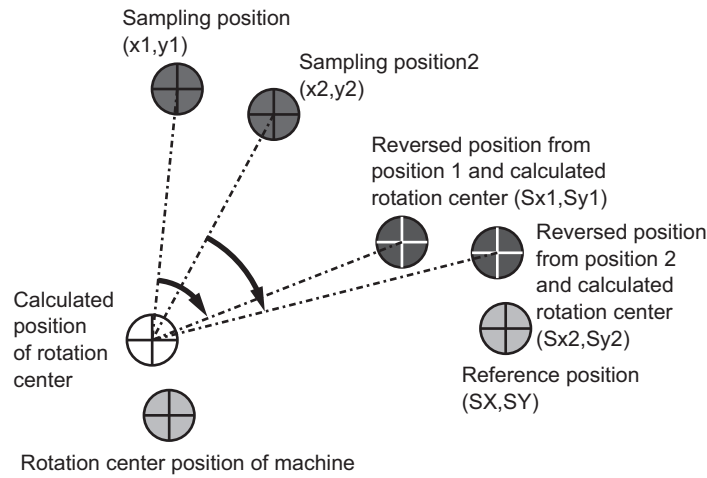 Sampling position
(x1,y1)
Sampling position2
(x2,y2)
Reversed position from
position 1 and calculated
rotation center (Sx1,Sy1)
Reversed position
from position 2
and calculated
rotation center
(Sx2,Sy2)
Calculated
position
of rotation
center
Reference position
(SX,SY)
Rotation center position of machine